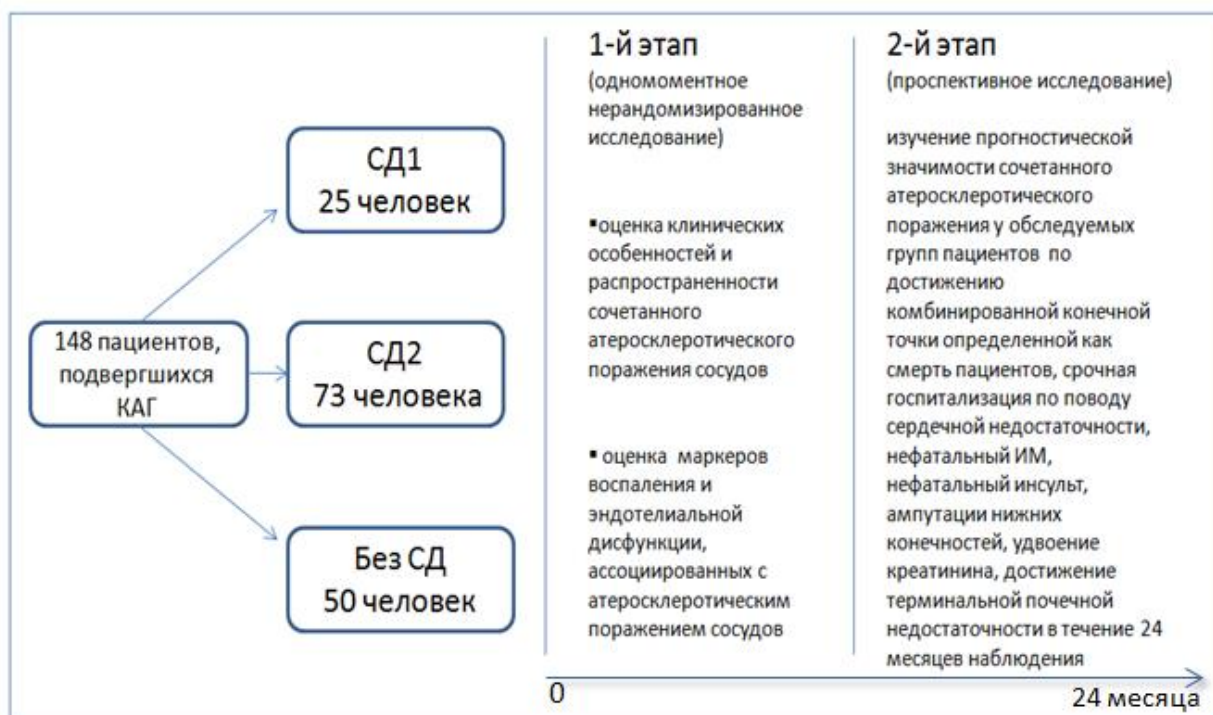 148 пациентов,
подвергшихся
КАГ
СД1
25 человек
СД2
73 человека
Без СД
50 человек
1-й этап
(одномоментное
нерандомизированное
исследование)
▪оценка клинических
особенностей и
распространенности
сочетанного
атеросклеротического
поражения сосудов
▪ оценка маркеров
воспаления и
эндотелиальной
дисфункции,
ассоциированных с
атеросклеротическим
поражением сосудов
2-й этап
(проспективное исследование)
изучение прогностической
значимости сочетанного
атеросклеротического
поражения у обследуемых
групп пациентов по
достижению
комбинированной конечной
точки определенной как
смерть пациентов, срочная
госпитализация по поводу
сердечной недостаточности,
нефатальный ИМ,
нефатальный инсульт,
ампутации нижних
конечностей, удвоение
креатинина, достижение
терминальной почечной
недостаточности в течение 24
месяцев наблюдения
0
24 месяца